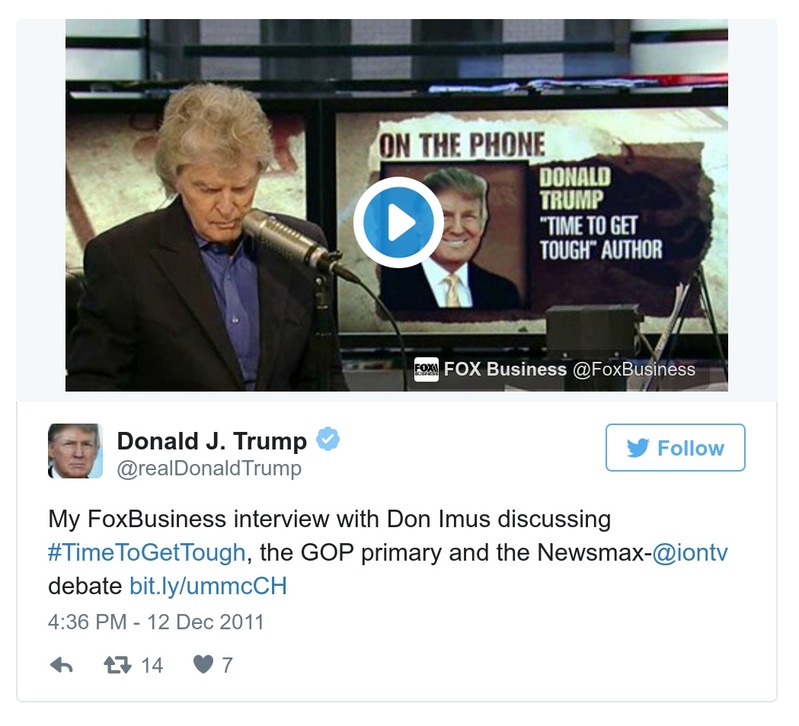 ON THE PHONE
DONALD
TRUMP
"TIME TO GET
TOUGH" AUTHOR
FOX
BUSINESS
FOX Business @FoxBusiness
Donald J. Trump
@realDonaldTrump
Follow
My FoxBusiness interview with Don Imus discussing
#TimeToGetTough, the GOP primary and the Newsmax-@iontv
debate bit.ly/ummcCH
4:36 PM - 12 Dec 2011
14
7